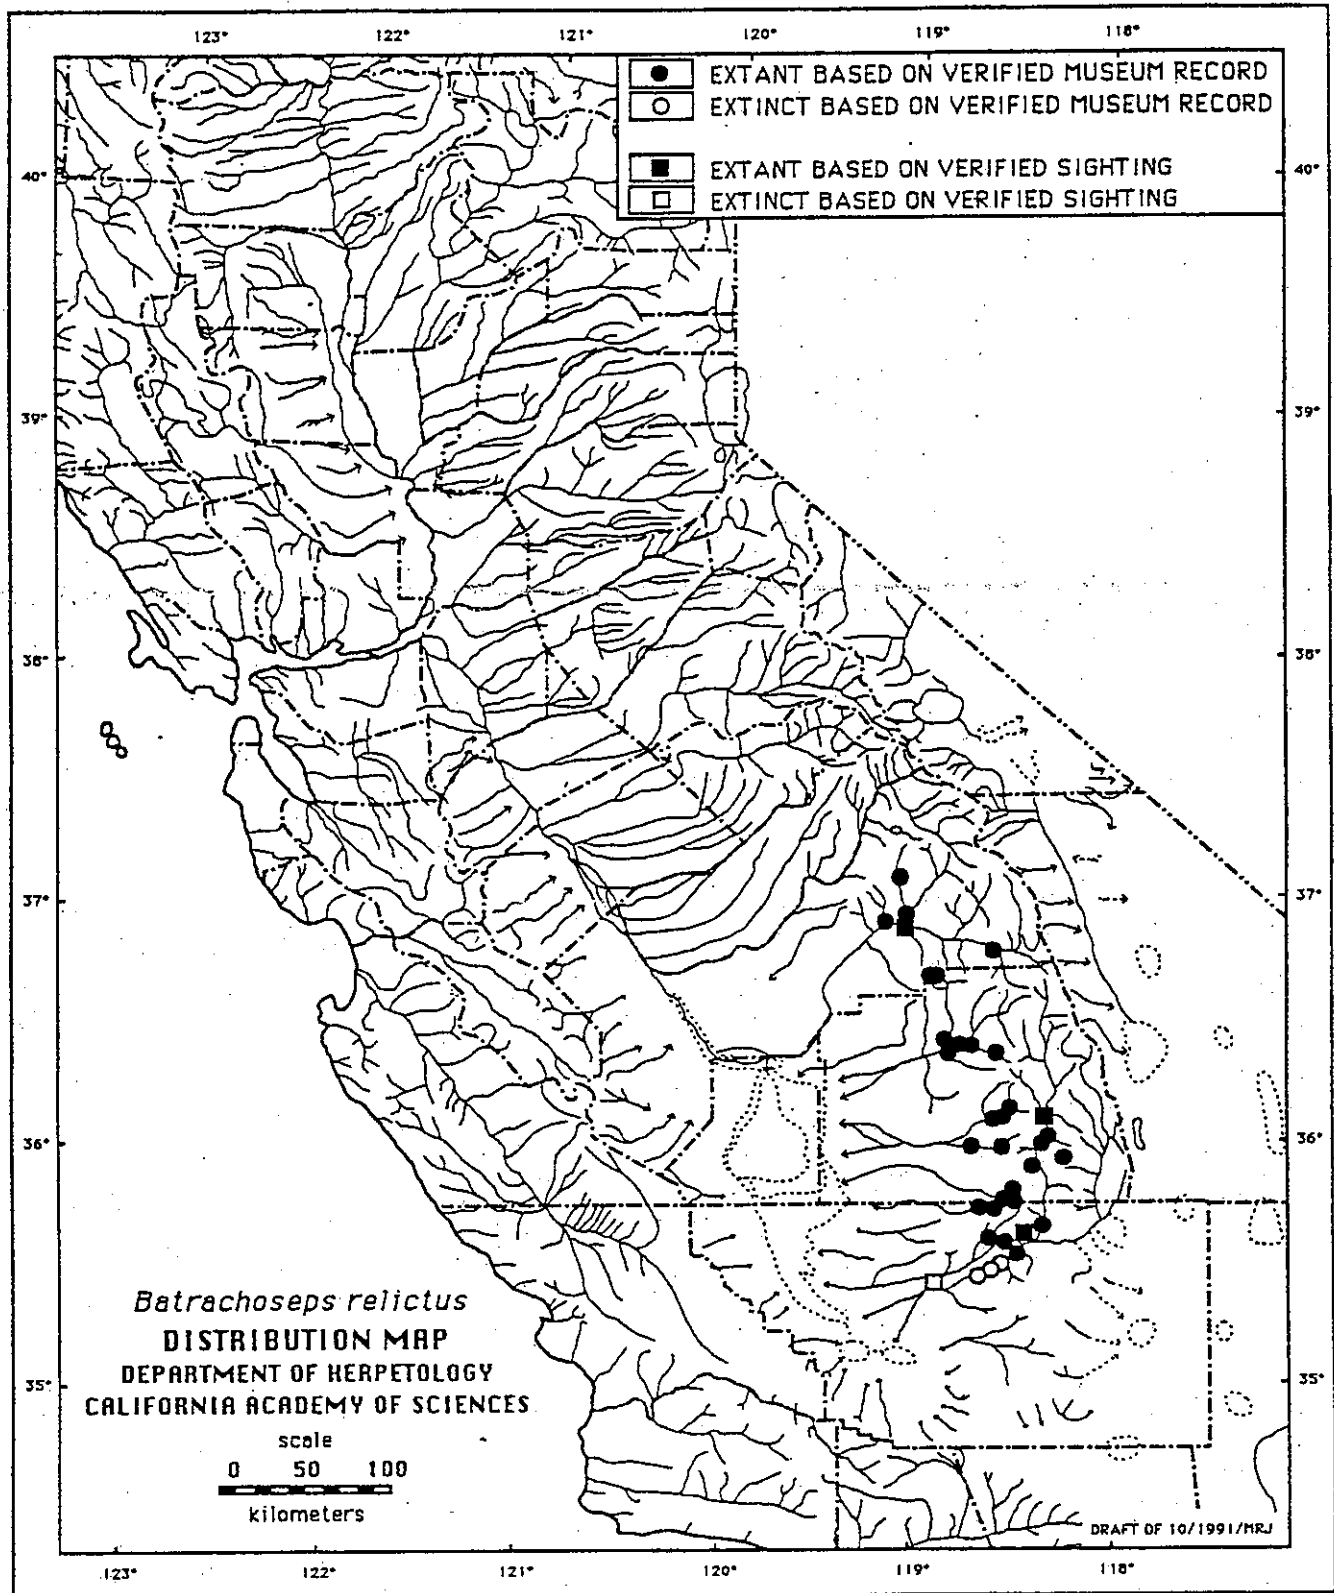 123° 122° 121° 120° 119° 118°
EXTANT BASED ON VERIFIED MUSEUM RECORD
EXTINCT BASED ON VERIFIED MUSEUM RECORD
EXTANT BASED ON VERIFIED SIGHTING
EXTINCT BASED ON VERIFIED SIGHTING
40° 40°
39° 39°
38° 38°
37° 37°
36° 36°
35° 35°
Batrachoseps relictus
DISTRIBUTION MAP
DEPARTMENT OF HERPETOLOGY
CALIFORNIA ACADEMY OF SCIENCES
scale
0 50 100
kilometers
DRAFT OF 10/1991/MRJ
123° 122° 121° 120° 119° 118°